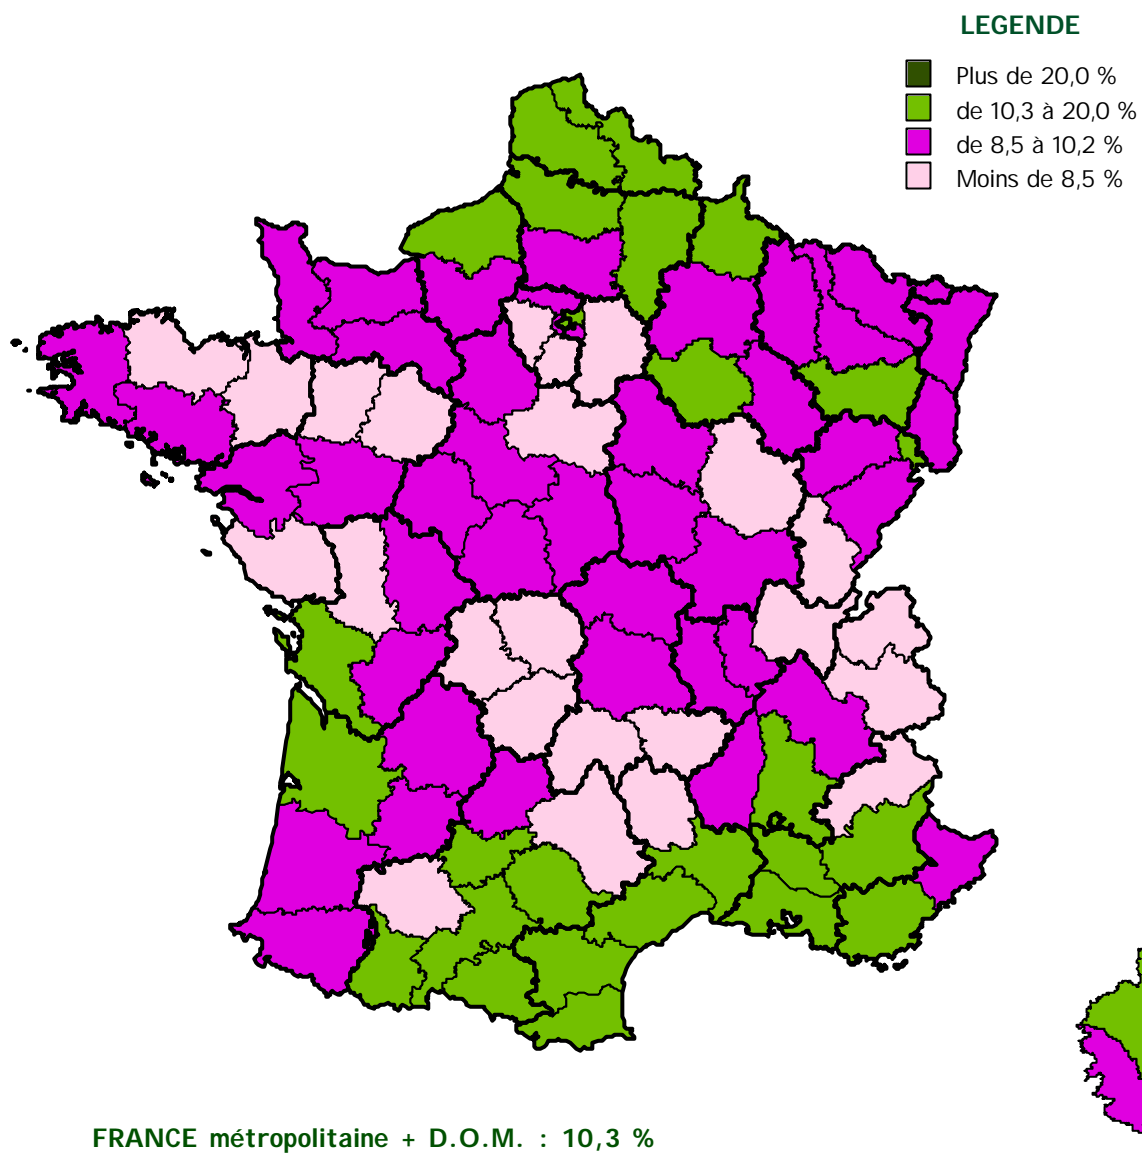 LEGENDE
Plus de 20,0 %
de 10,3 à 20,0 %
de 8,5 à 10,2 %
Moins de 8,5 %
FRANCE métropolitaine + D.O.M. : 10,3 %